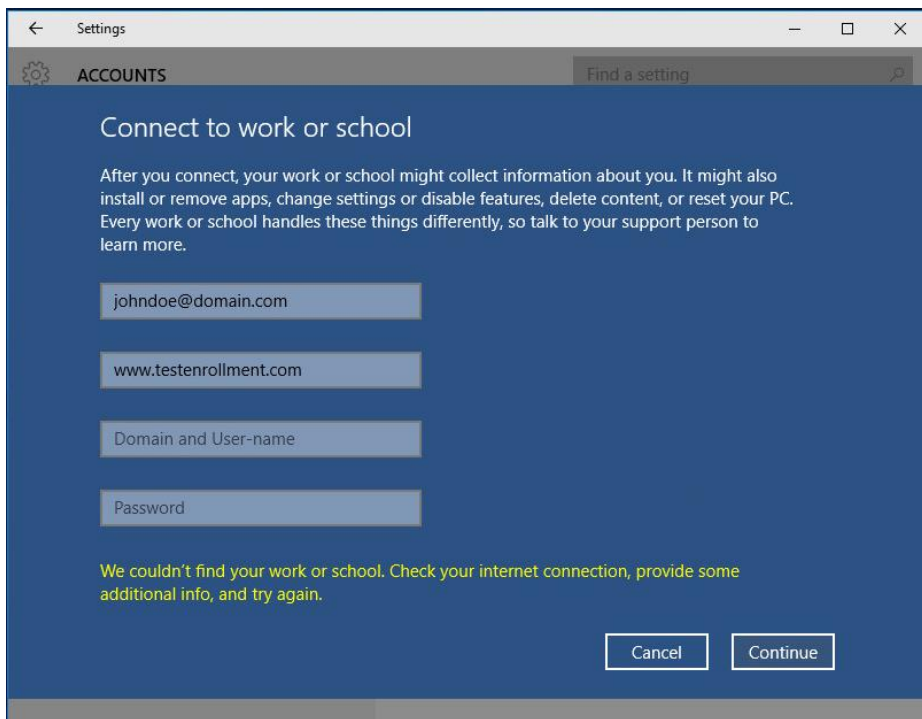 Settings
ACCOUNTS
Find a setting
Connect to work or school
After you connect, your work or school might collect information about you. It might also
install or remove apps, change settings or disable features, delete content, or reset your PC.
Every work or school handles these things differently, so talk to your support person to
learn more.
johndoe@domain.com
www.testenrollment.com
Domain and User-name
Password
We couldn't find your work or school. Check your internet connection, provide some
additional info, and try again.
Cancel
Continue